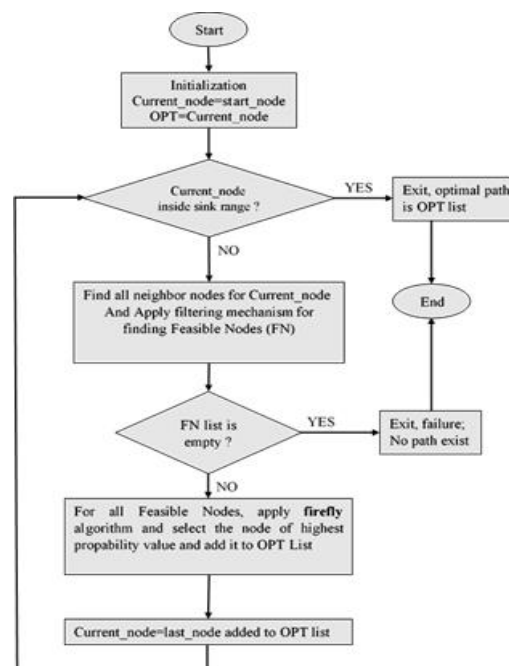 Start
Initialization
Current_node=start_node
OPT=Current_node
Current_node
inside sink range ?
YES
Exit, optimal path
is OPT list
NO
Find all neighbor nodes for Current_node
And Apply filtering mechanism for
finding Feasible Nodes (FN)
End
FN list is
empty ?
YES
Exit, failure;
No path exist
NO
For all Feasible Nodes, apply firefly
algorithm and select the node of highest
propability value and add it to OPT List
Current_node=last_node added to OPT list